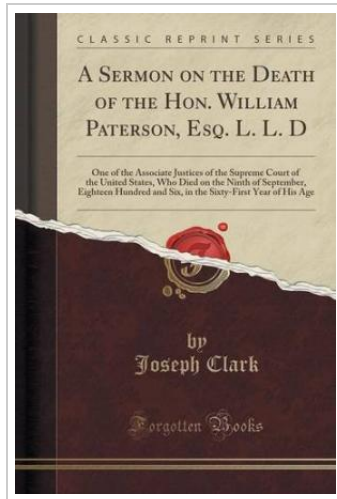 CLASSIC REPRINT SERIES
A SERMON ON THE DEATH
OF THE HON. WILLIAM
PATERSON, ESQ. L. L. D
One of the Associate Justices of the Supreme Court of
the United States, Who Died on the Ninth of September,
Eighteen Hundred and Six, in the Sixty-First Year of His Age
F
by
Joseph Clark
Forgotten Books